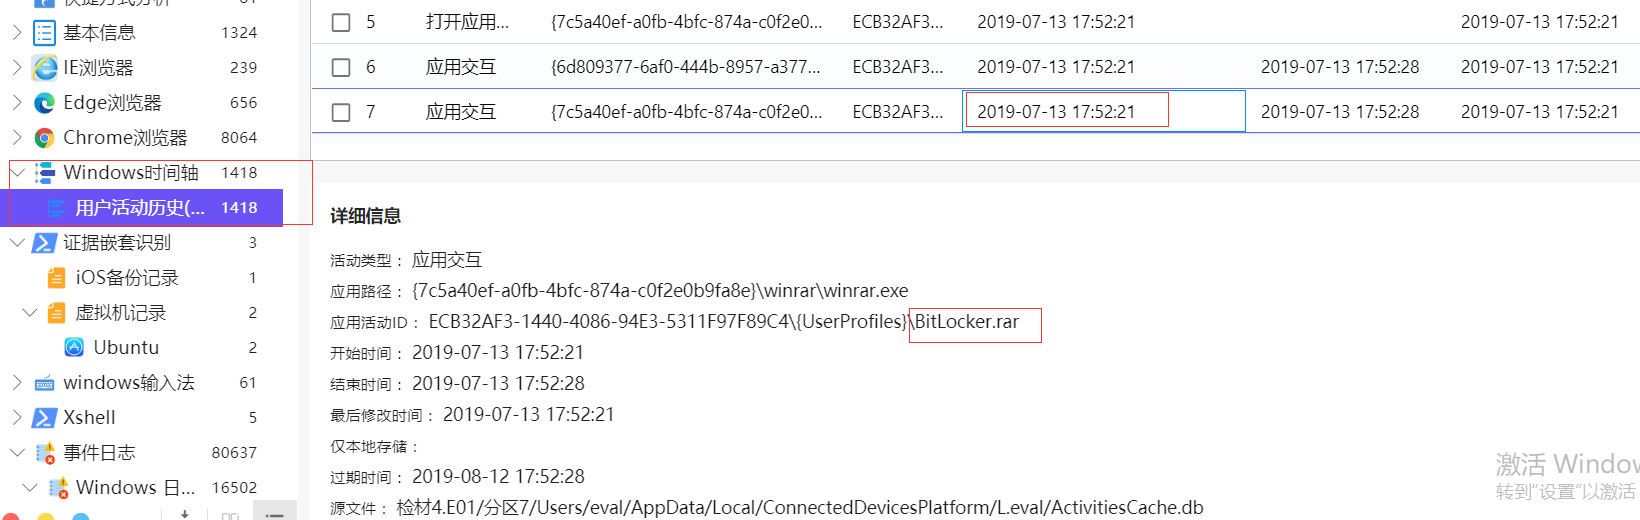 快捷方式分析 61
基本信息 1324
IE浏览器 239
Edge浏览器 656
Chrome浏览器 8064
Windows时间轴 1418
用户活动历史(... 1418
证据嵌套识别 3
iOS备份记录 1
虚拟机记录 2
Ubuntu 2
windows输入法 61
Xshell 5
事件日志 80637
Windows 日... 16502
5 打开应用... {7c5a40ef-a0fb-4bfc-874a-c0f2e0... ECB32AF3... 2019-07-13 17:52:21 2019-07-13 17:52:21
6 应用交互 {6d809377-6af0-444b-8957-a377... ECB32AF3... 2019-07-13 17:52:21 2019-07-13 17:52:28 2019-07-13 17:52:21
7 应用交互 {7c5a40ef-a0fb-4bfc-874a-c0f2e0... ECB32AF3... 2019-07-13 17:52:21 2019-07-13 17:52:28 2019-07-13 17:52:21
详细信息
活动类型： 应用交互
应用路径： {7c5a40ef-a0fb-4bfc-874a-c0f2e0b9fa8e}\winrar\winrar.exe
应用活动ID： ECB32AF3-1440-4086-94E3-5311F97F89C4\{UserProfiles}\BitLocker.rar
开始时间： 2019-07-13 17:52:21
结束时间： 2019-07-13 17:52:28
最后修改时间： 2019-07-13 17:52:21
仅本地存储：
过期时间： 2019-08-12 17:52:28
源文件： 检材4.E01/分区7/Users/eval/AppData/Local/ConnectedDevicesPlatform/L.eval/ActivitiesCache.db
激活 Window
转到"设置"以激活